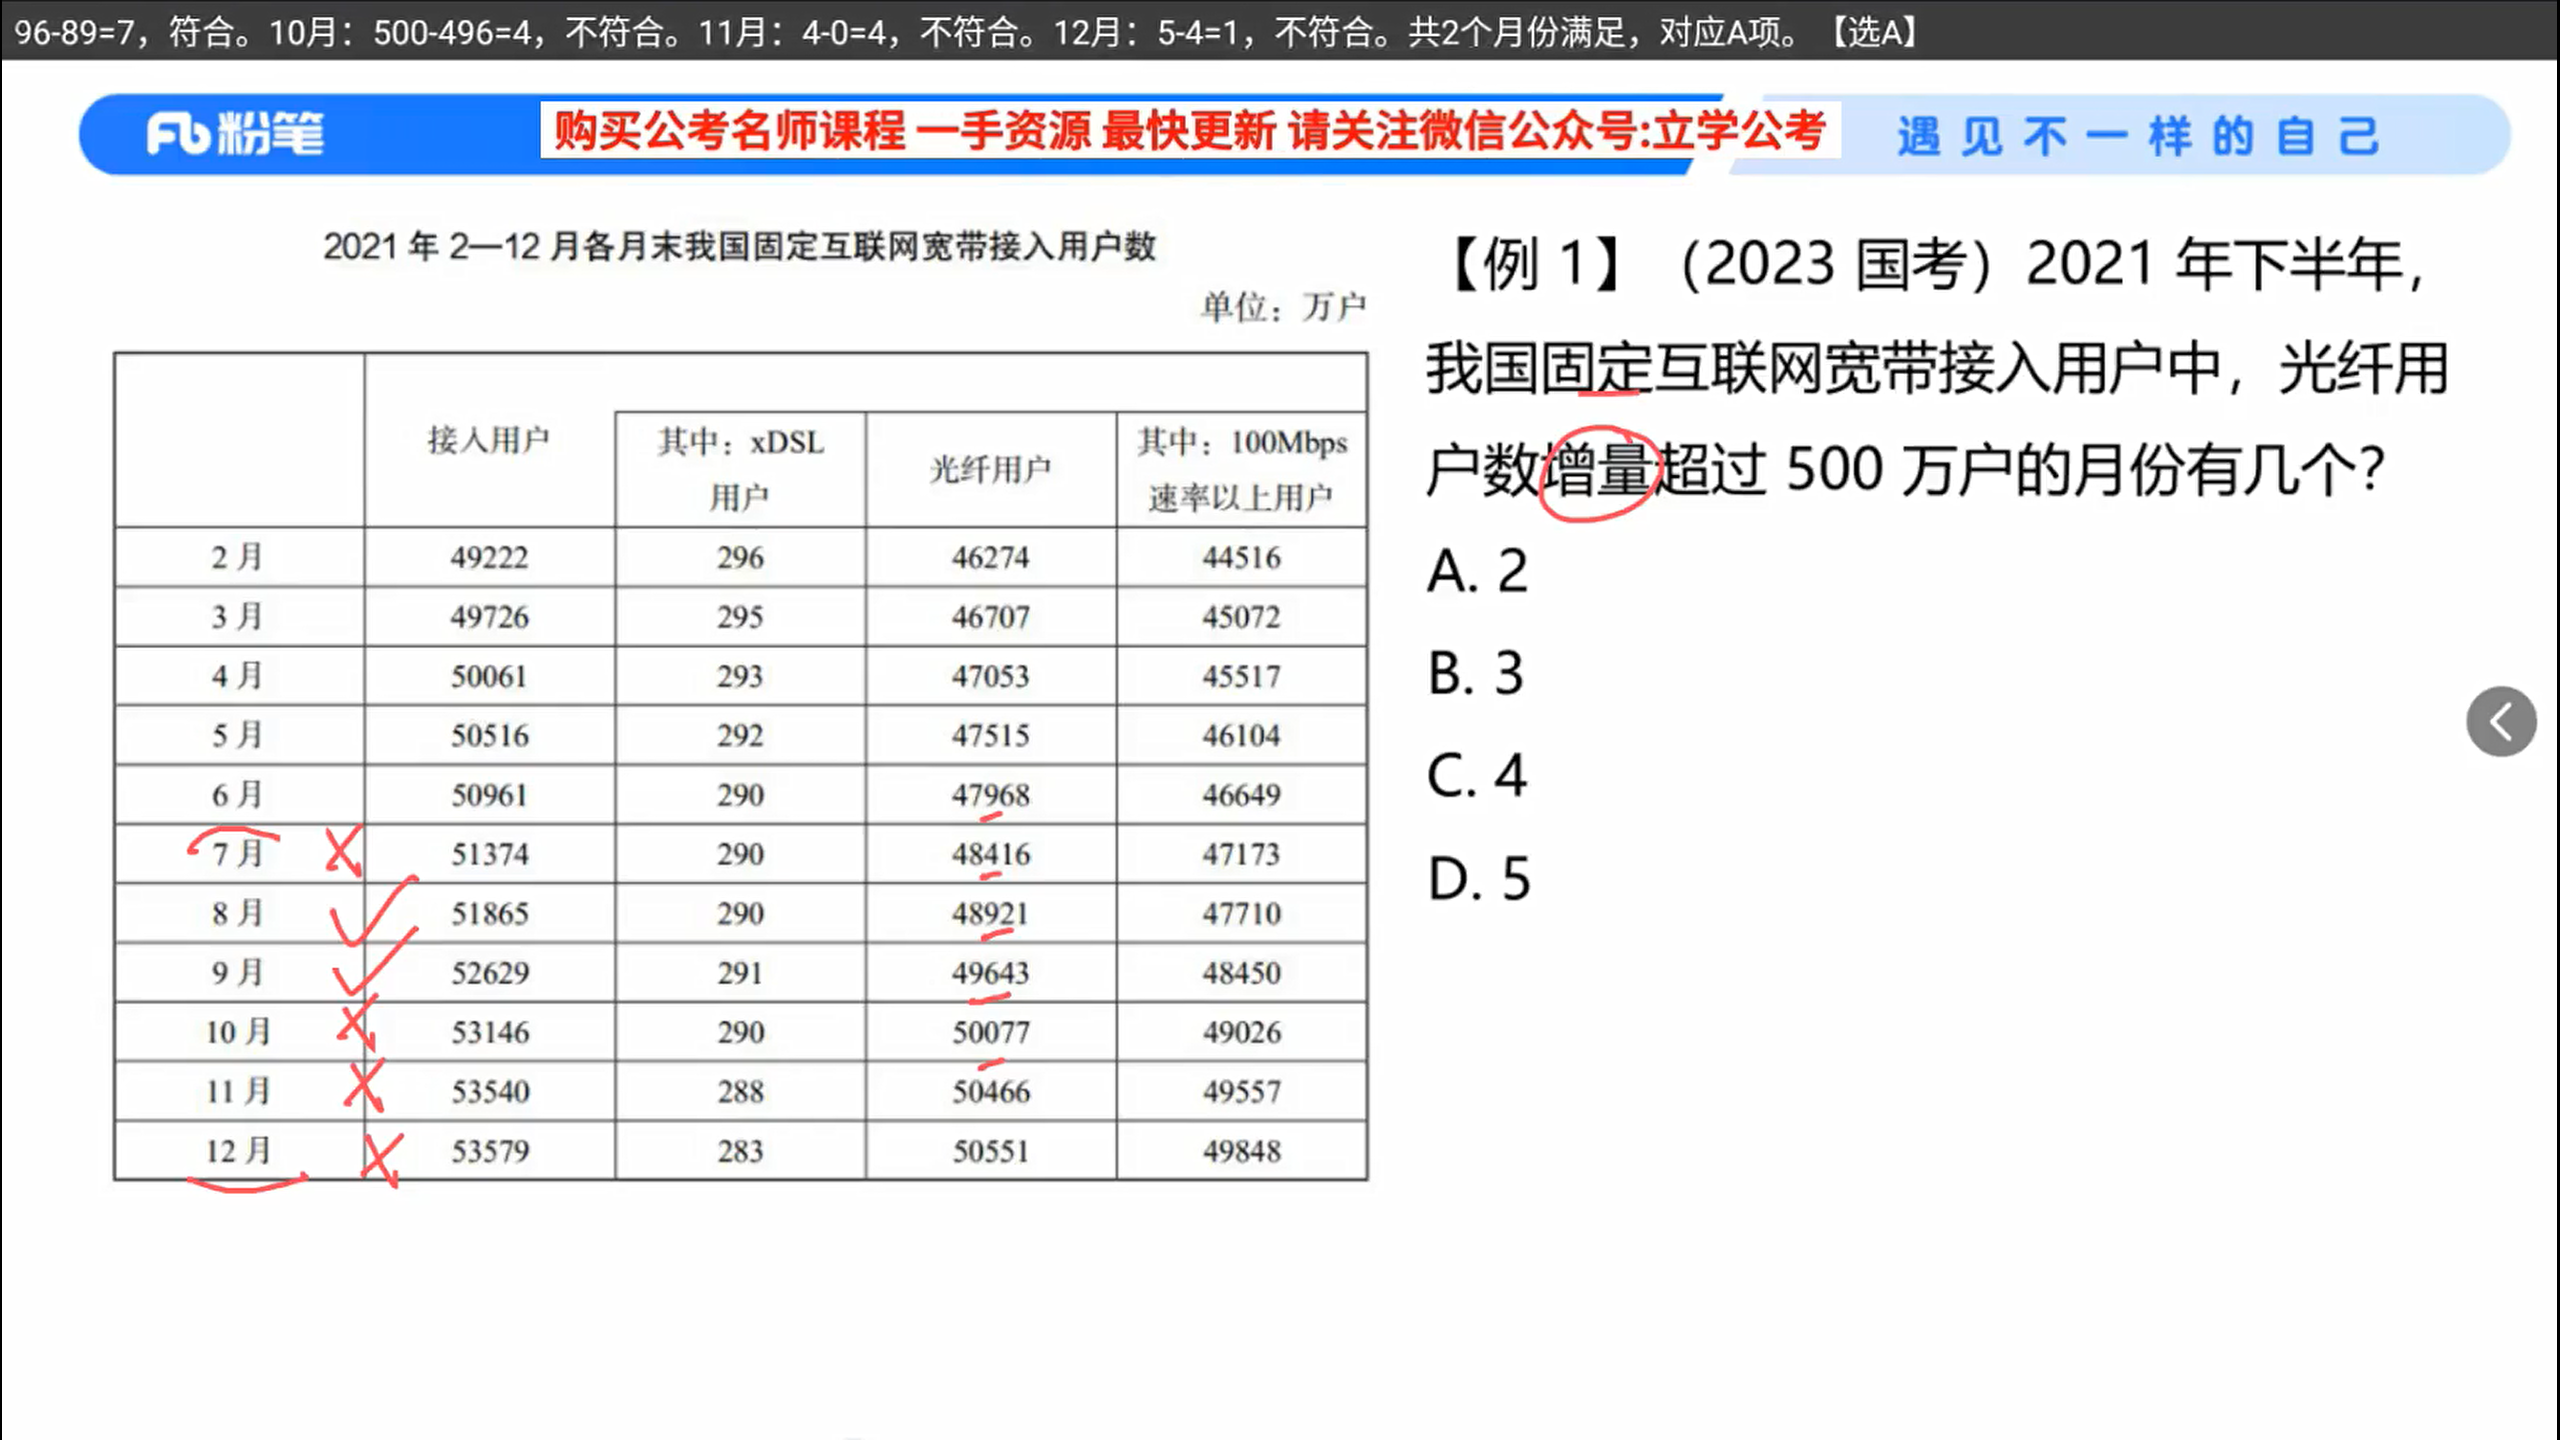 96-89=7，符合。10月：500-496=4，不符合。11月：4-0=4，不符合。12月：5-4=1，不符合。共2个月份满足，对应A项。【选A】
Fb粉笔
购买公考名师课程 一手资源 最快更新 请关注微信公众号:立学公考
遇见不一样的自己
2021 年 2—12 月各月末我国固定互联网宽带接入用户数
单位：万户
接入用户 其中：xDSL 用户 光纤用户 其中：100Mbps 速率以上用户
2 月 49222 296 46274 44516
3 月 49726 295 46707 45072
4 月 50061 293 47053 45517
5 月 50516 292 47515 46104
6 月 50961 290 47968 46649
7 月 51374 290 48416 47173
8 月 51865 290 48921 47710
9 月 52629 291 49643 48450
10 月 53146 290 50077 49026
11 月 53540 288 50466 49557
12 月 53579 283 50551 49848
【例 1】（2023 国考）2021 年下半年，
我国固定互联网宽带接入用户中，光纤用
户数增量超过 500 万户的月份有几个？
A. 2
B. 3
C. 4
D. 5